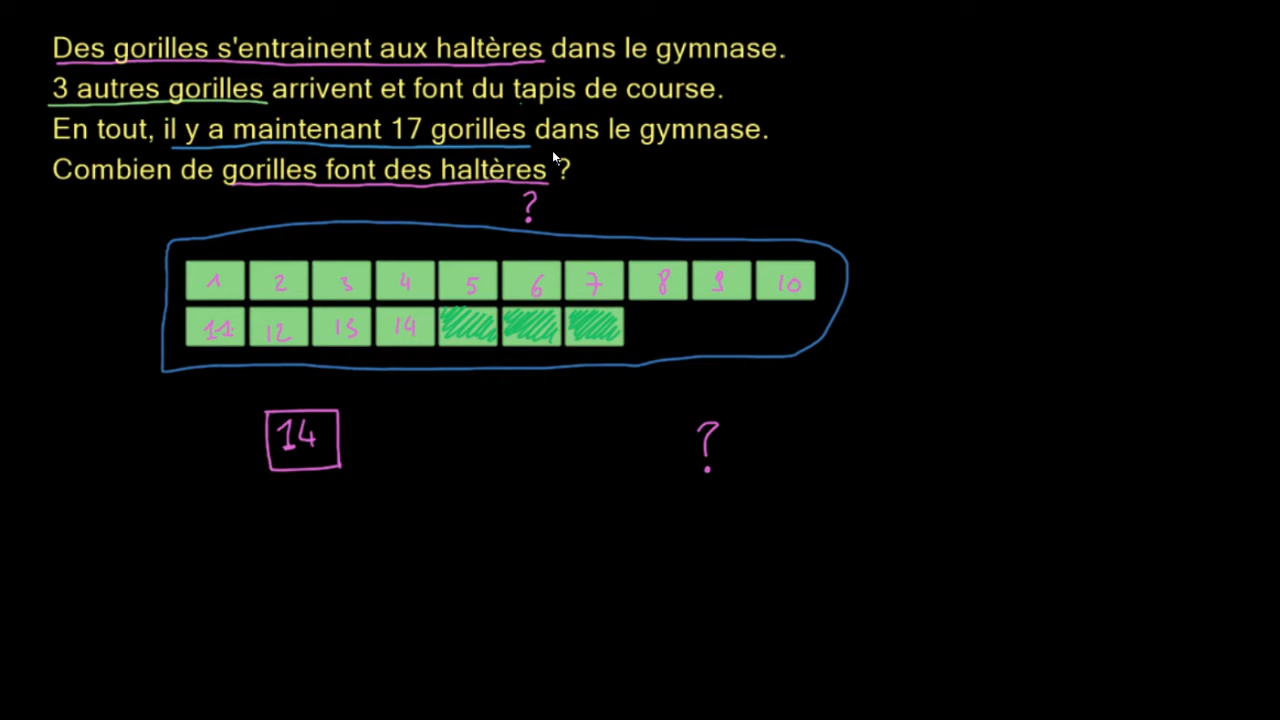 Des gorilles s'entrainent aux haltères dans le gymnase.
3 autres gorilles arrivent et font du tapis de course.
En tout, il y a maintenant 17 gorilles dans le gymnase.
Combien de gorilles font des haltères ?
?
1 2 3 4 5 6 7 8 9 10
11 12 13 14
14 ?